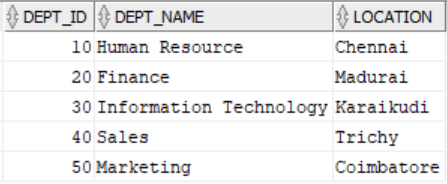 DEPT_ID DEPT_NAME LOCATION
10 Human Resource Chennai
20 Finance Madurai
30 Information Technology Karaikudi
40 Sales Trichy
50 Marketing Coimbatore